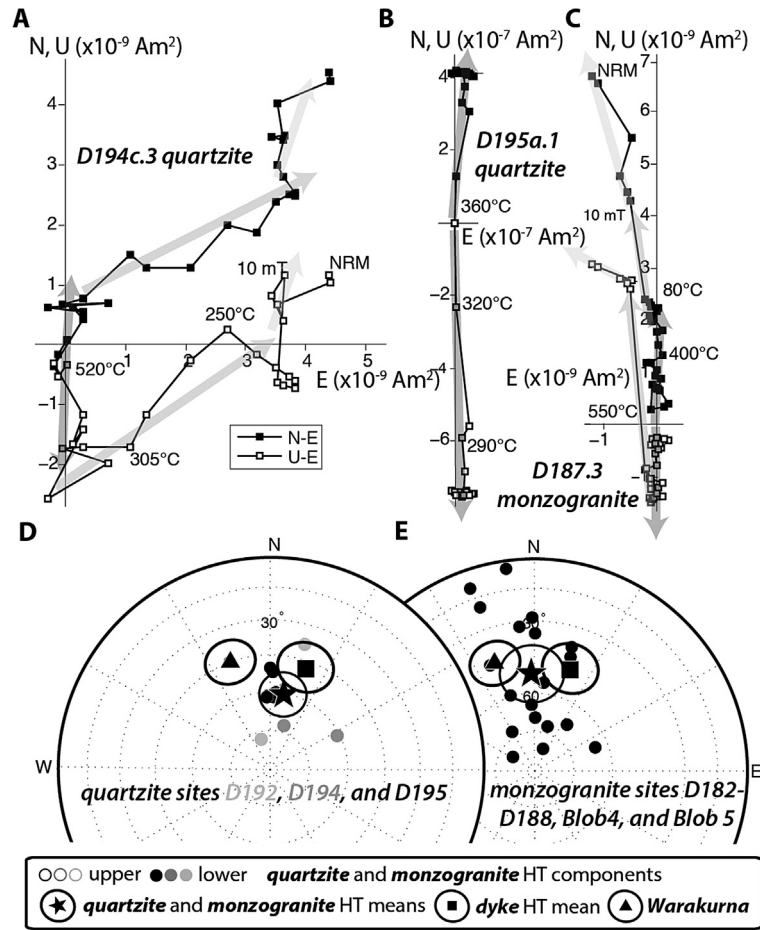 A
N, U (x10-9 Am2)
4
3
2
1
−1
−2
1
2
3
4
5
E (x10-9 Am2)
D194c.3 quartzite
10 mT
NRM
250°C
520°C
305°C
N-E
U-E
B
N, U (x10-7 Am2)
4
2
−2
−4
−6
D195a.1
quartzite
360°C
E (x10-7 Am2)
320°C
290°C
C
N, U (x10-9 Am2)
7
6
5
4
3
2
NRM
10 mT
80°C
400°C
E (x10-9 Am2)
550°C
−1
D187.3
monzogranite
D
N
30°
W
quartzite sites D192, D194, and D195
E
N
30°
60
E
monzogranite sites D182-
D188, Blob4, and Blob 5
upper lower quartzite and monzogranite HT components
quartzite and monzogranite HT means dyke HT mean Warakurna